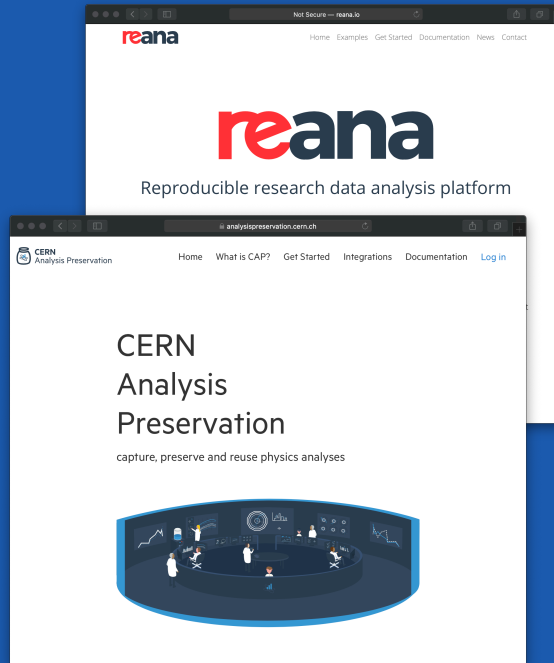 Not Secure — reana.io
reana
Home Examples Get Started Documentation News Contact
reana
Reproducible research data analysis platform
analysispreservation.cern.ch
CERN
Analysis Preservation
Home What is CAP? Get Started Integrations Documentation Log in
CERN
Analysis
Preservation
capture, preserve and reuse physics analyses